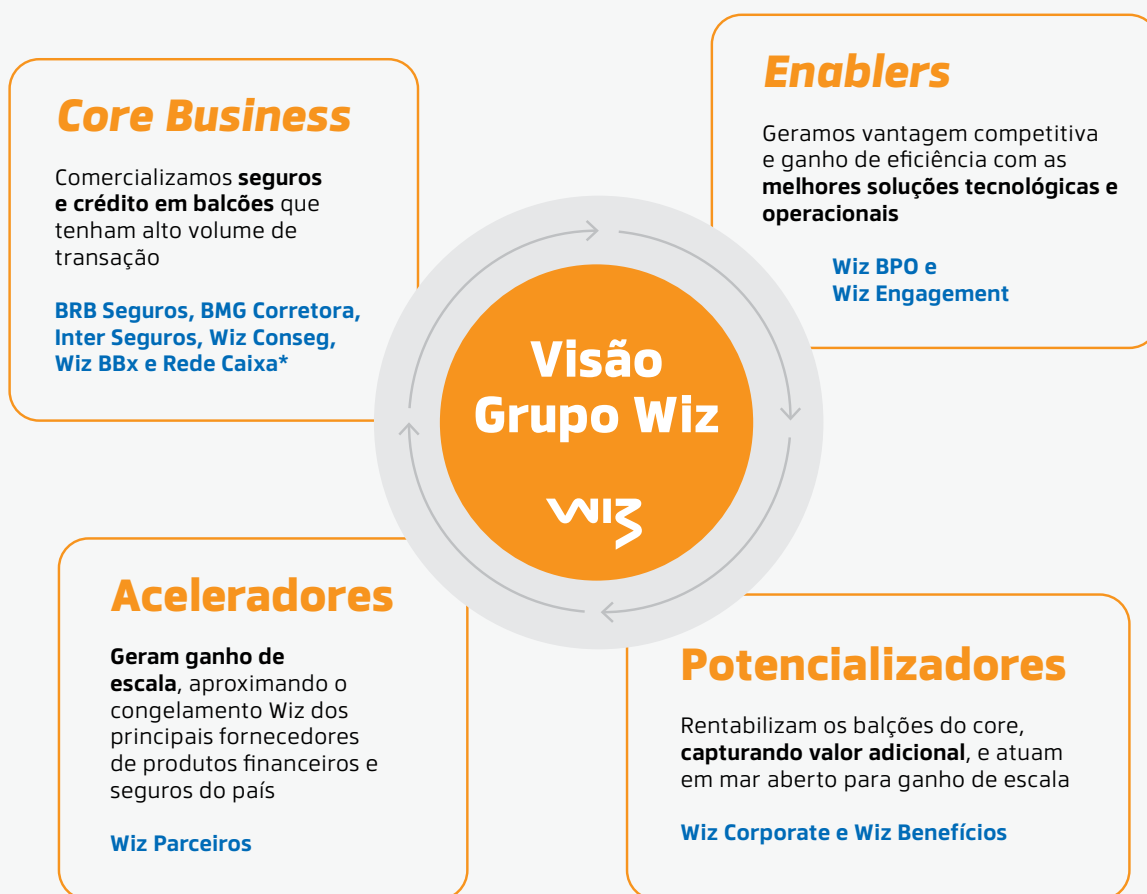 Core Business
Comercializamos seguros
e crédito em balcões que
tenham alto volume de
transação
BRB Seguros, BMG Corretora,
Inter Seguros, Wiz Conseg,
Wiz BBx e Rede Caixa*
Enablers
Geramos vantagem competitiva
e ganho de eficiência com as
melhores soluções tecnológicas e
operacionais
Wiz BPO e
Wiz Engagement
Visão
Grupo Wiz
wiz
Aceleradores
Geram ganho de
escala, aproximando o
congelamento Wiz dos
principais fornecedores
de produtos financeiros e
seguros do país
Wiz Parceiros
Potencializadores
Rentabilizam os balções do core,
capturando valor adicional, e atuam
em mar aberto para ganho de escala
Wiz Corporate e Wiz Benefícios